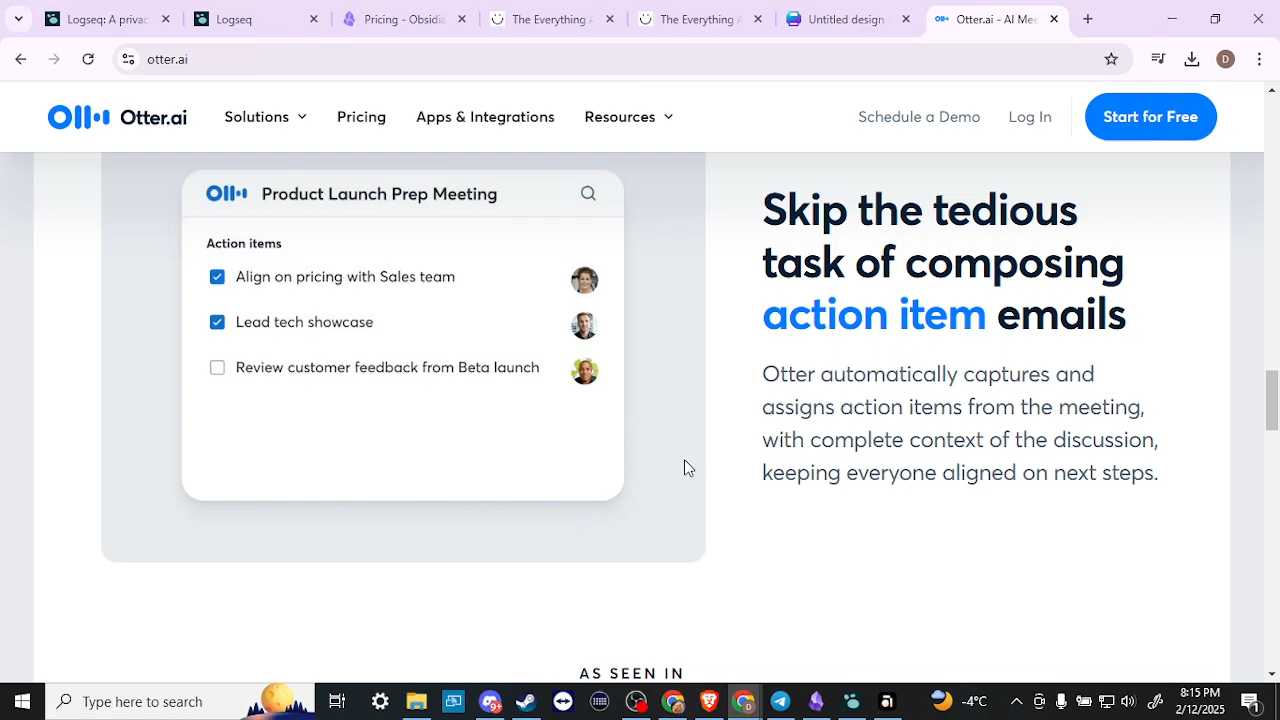 Logseq: A privac
Logseq
Pricing - Obsidia
The Everything A
The Everything A
Untitled design
Otter.ai - AI Mee
otter.ai
D
Otter.ai
Solutions
Pricing
Apps & Integrations
Resources
Schedule a Demo
Log In
Start for Free
Product Launch Prep Meeting
Action items
Align on pricing with Sales team
Lead tech showcase
Review customer feedback from Beta launch
Skip the tedious
task of composing
action item emails
Otter automatically captures and
assigns action items from the meeting,
with complete context of the discussion,
keeping everyone aligned on next steps.
AS SEEN IN
Type here to search
-4°C
8:15 PM
2/12/2025